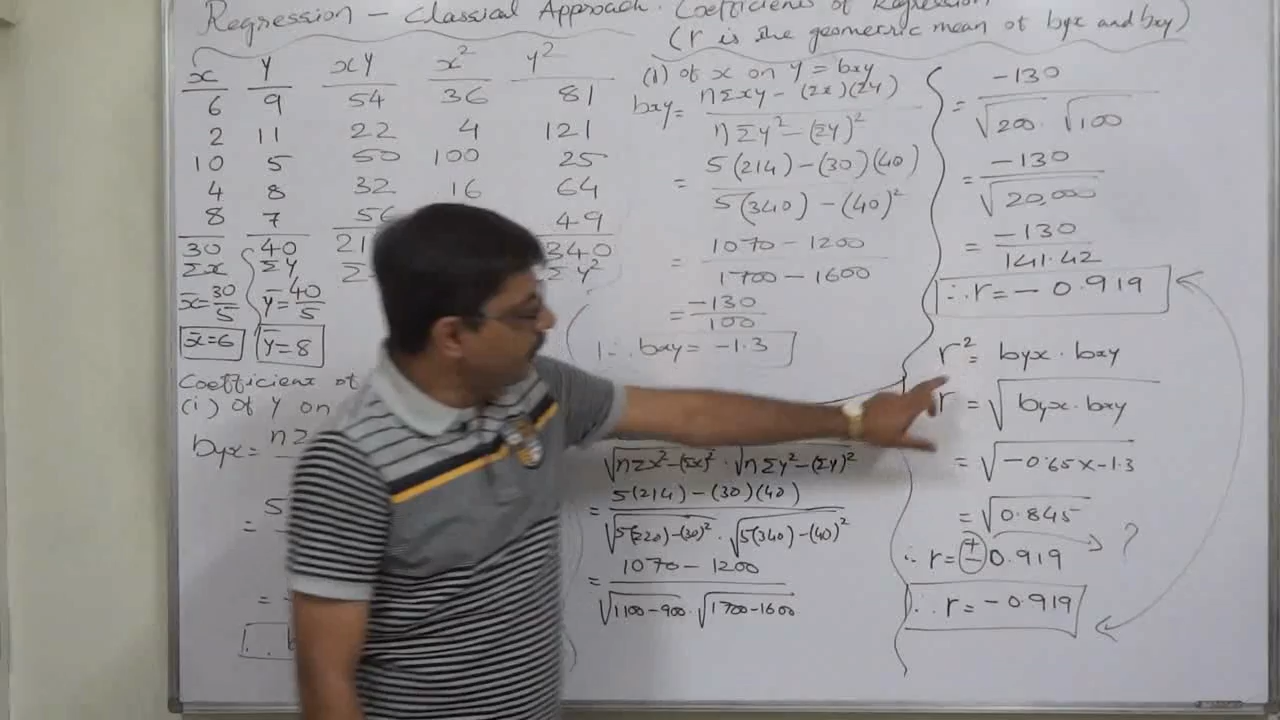 Regression – Classical Approach. Coefficients of Regression
(r is the geometric mean of byx and bxy)
x y xy x² y²
6 9 54 36 81
2 11 22 4 121
10 5 50 100 25
4 8 32 16 64
8 7 56 49
30 40 340
Σx Σy Σy²
x̄ = 30/5 ȳ = 40/5
x̄ = 6 ȳ = 8
Coefficient of
(i) of y on
byx =
(i) of x on y = bxy
bxy = nΣxy – (Σx)(Σy) / nΣy² – (Σy)²
= 5(214) – (30)(40) / 5(340) – (40)²
= 1070 – 1200 / 1700 – 1600
= –130 / 100
∴ bxy = –1.3
√nΣx² – (Σx)² · √nΣy² – (Σy)²
= 5(214) – (30)(40) / √5(220) – (30)² · √5(340) – (40)²
= 1070 – 1200 / √1100 – 900 · √1700 – 1600
= –130 / √200 · √100
= –130 / √20,000
= –130 / 141.42
∴ r = – 0.919
r² = byx · bxy
r = √byx · bxy
= √–0.65 x –1.3
= √0.845
∴ r = ± 0.919 ?
∴ r = –0.919